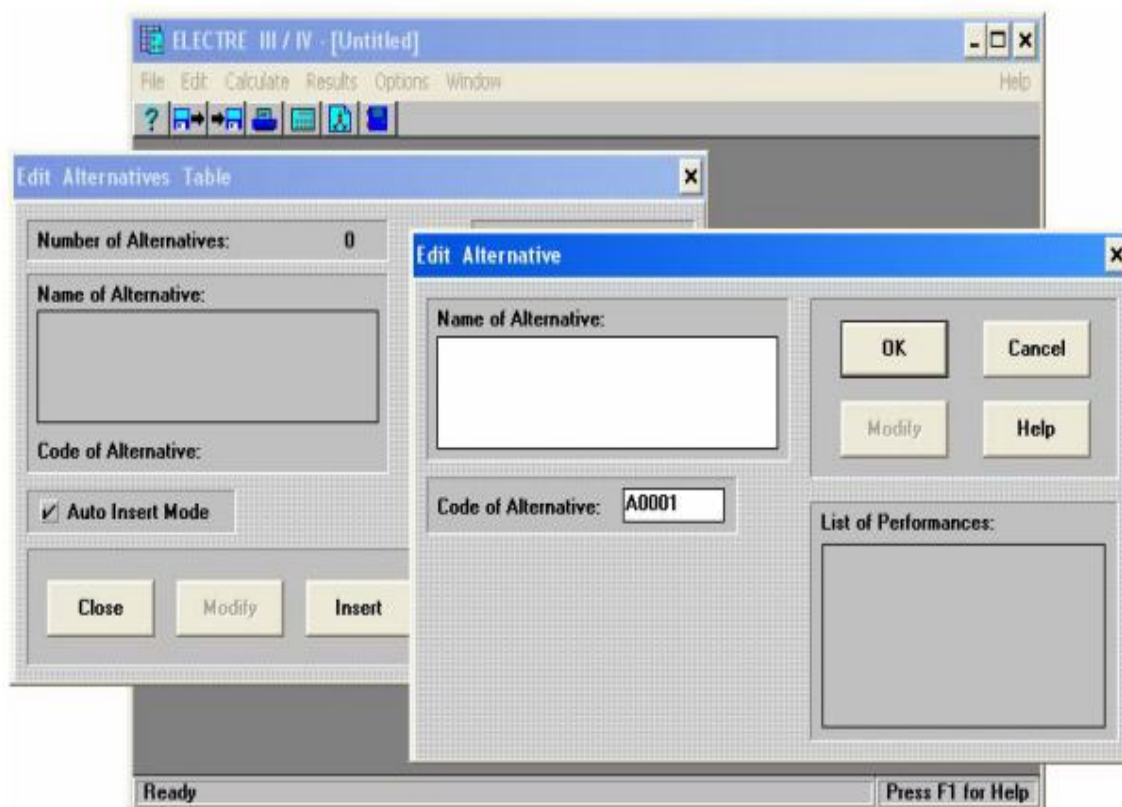 ELECTRE III / IV - [Untitled]
File Edit Calculate Results Options Window Help
?
Edit Alternatives Table
Number of Alternatives: 0
Name of Alternative:
Code of Alternative:
Auto Insert Mode
Close Modify Insert
Edit Alternative
Name of Alternative:
OK Cancel
Modify Help
Code of Alternative: A0001
List of Performances:
Ready Press F1 for Help